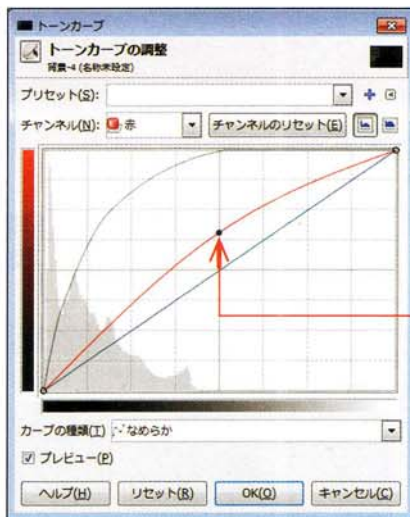 トーンカーブ
トーンカーブの調整
背景-4 (名称未設定)
プリセット(S):
チャンネル(N): 赤 チャンネルのリセット(E)
カーブの種類(T) なめらか
プレビュー(P)
ヘルプ(H) リセット(R) OK(O) キャンセル(C)